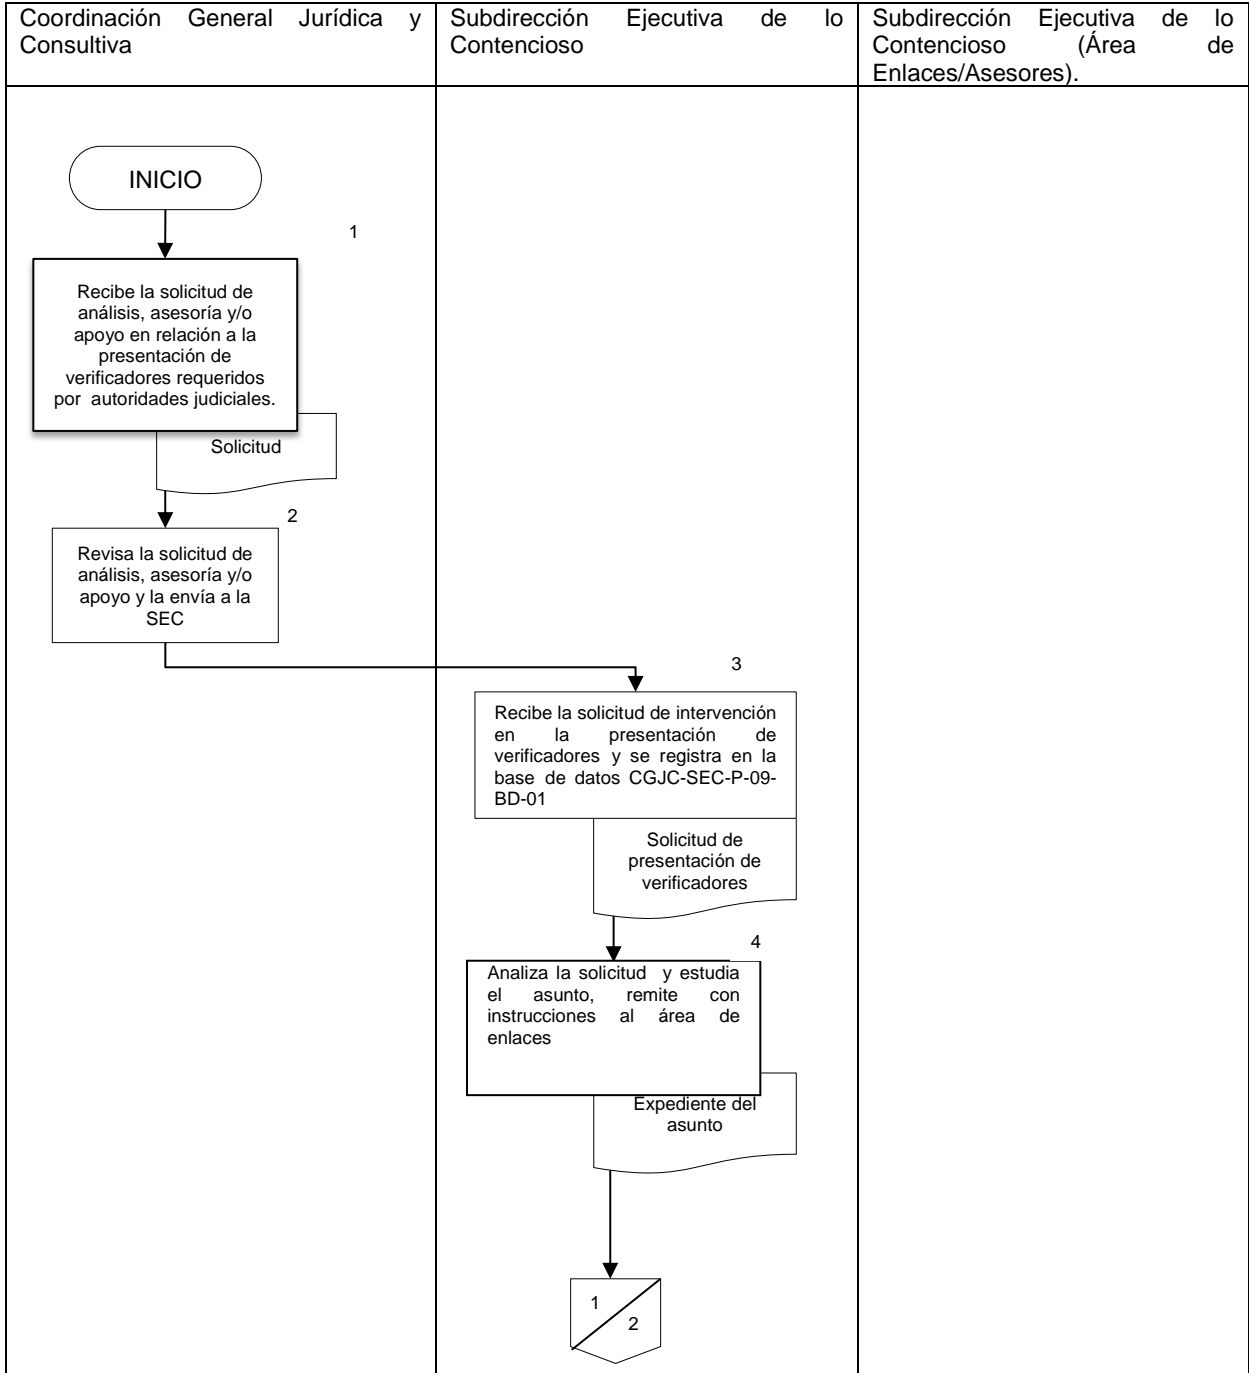 Coordinación General Jurídica y
Consultiva
Subdirección Ejecutiva de lo
Contencioso
Subdirección Ejecutiva de lo
Contencioso (Área de
Enlaces/Asesores).
INICIO
1
Recibe la solicitud de
análisis, asesoría y/o
apoyo en relación a la
presentación de
verificadores requeridos
por autoridades judiciales.
Solicitud
2
Revisa la solicitud de
análisis, asesoría y/o
apoyo y la envía a la
SEC
3
Recibe la solicitud de intervención
en la presentación de
verificadores y se registra en la
base de datos CGJC-SEC-P-09-
BD-01
Solicitud de
presentación de
verificadores
4
Analiza la solicitud y estudia
el asunto, remite con
instrucciones al área de
enlaces
Expediente del
asunto
1
2